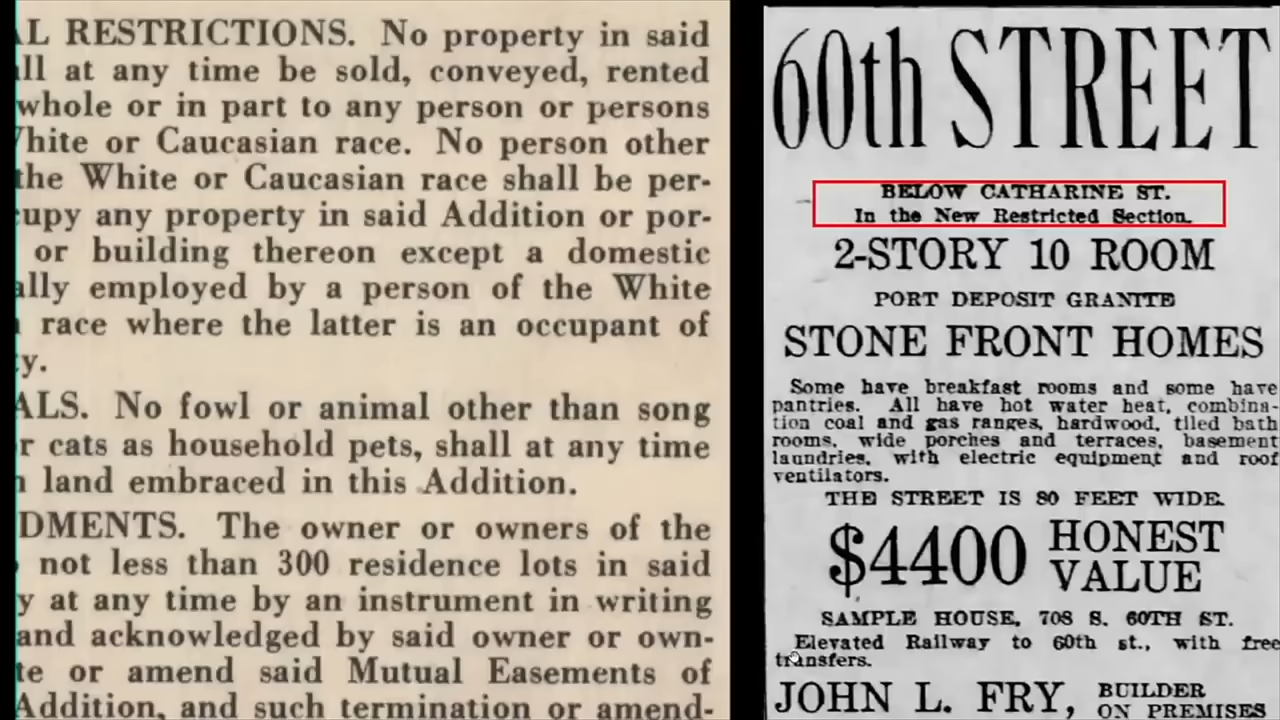 AL RESTRICTIONS. No property in said
ll at any time be sold, conveyed, rented
whole or in part to any person or persons
hite or Caucasian race. No person other
the White or Caucasian race shall be per-
upy any property in said Addition or por-
or building thereon except a domestic
ally employed by a person of the White
race where the latter is an occupant of
y.
ALS. No fowl or animal other than song
r cats as household pets, shall at any time
land embraced in this Addition.
DMENTS. The owner or owners of the
not less than 300 residence lots in said
y at any time by an instrument in writing
and acknowledged by said owner or own-
te or amend said Mutual Easements of
Addition, and such termination or amend-
60th STREET
BELOW CATHARINE ST.
In the New Restricted Section.
2-STORY 10 ROOM
PORT DEPOSIT GRANITE
STONE FRONT HOMES
Some have breakfast rooms and some have
pantries. All have hot water heat, combina-
tion coal and gas ranges, hardwood, tiled bath
rooms, wide porches and terraces, basement
laundries, with electric equipment and roof
ventilators.
THE STREET IS 80 FEET WIDE.
$4400 HONEST VALUE
SAMPLE HOUSE, 708 S. 60TH ST.
Elevated Railway to 60th st., with free
transfers.
JOHN L. FRY, BUILDER ON PREMISES